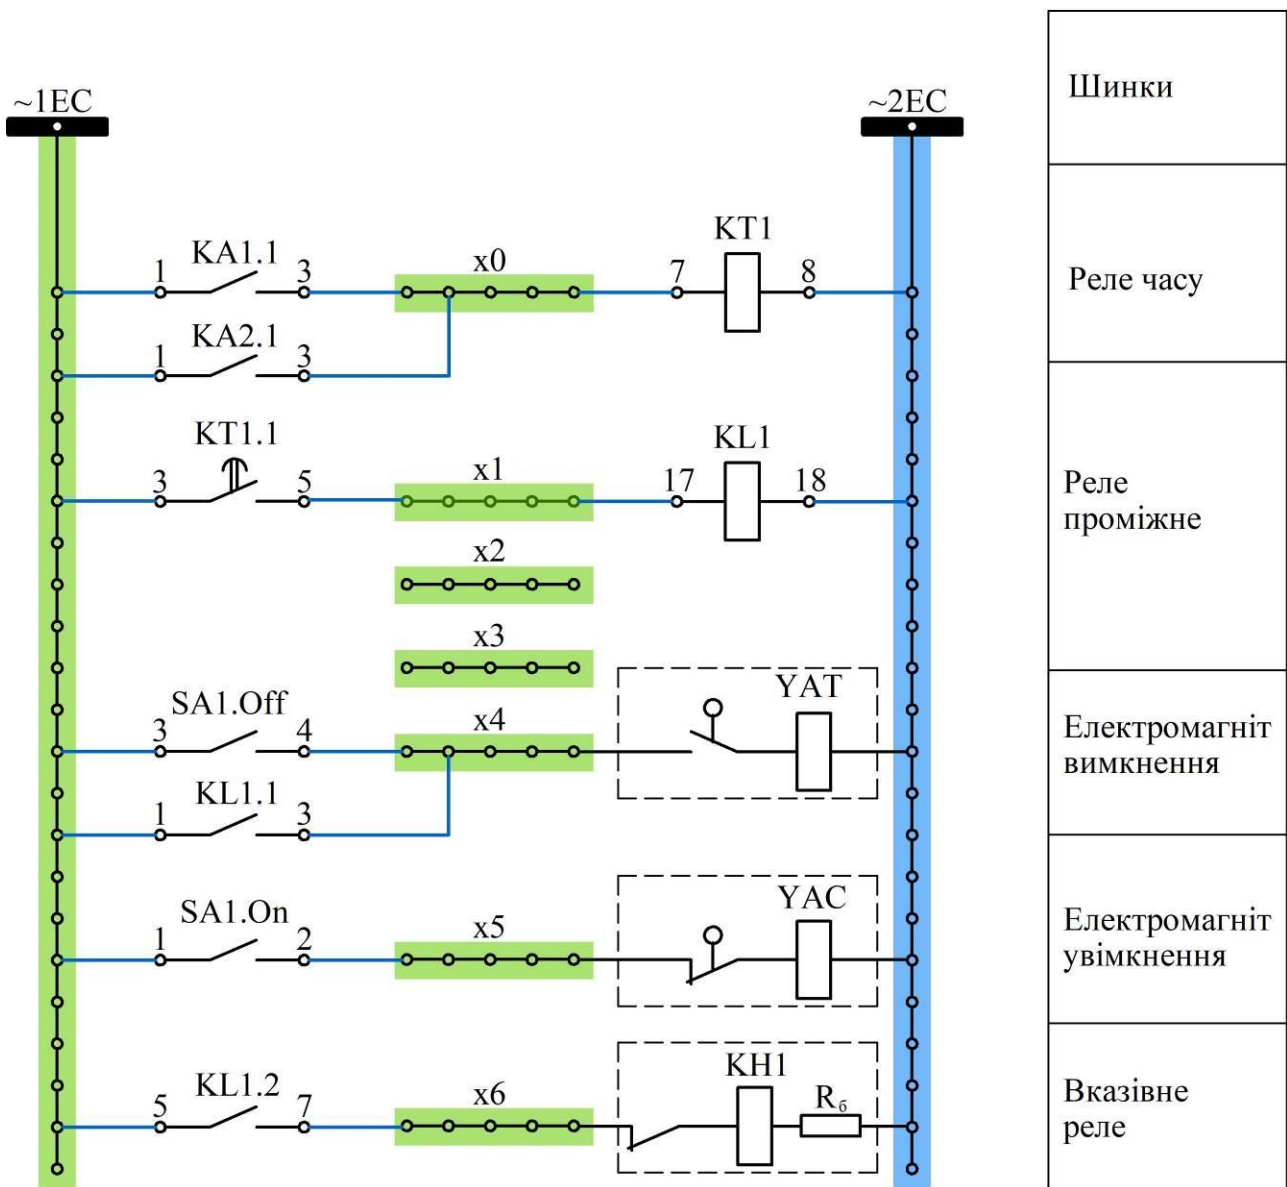 ~1EC
~2EC
Шинки
KA1.1
1
3
x0
KT1
7
8
Реле часу
KA2.1
1
3
KT1.1
3
5
x1
KL1
17
18
Реле
проміжне
x2
x3
SA1.Off
3
4
x4
YAT
Електромагніт
вимкнення
KL1.1
1
3
SA1.On
1
2
x5
YAC
Електромагніт
увімкнення
KL1.2
5
7
x6
KH1
Rб
Вказівне
реле